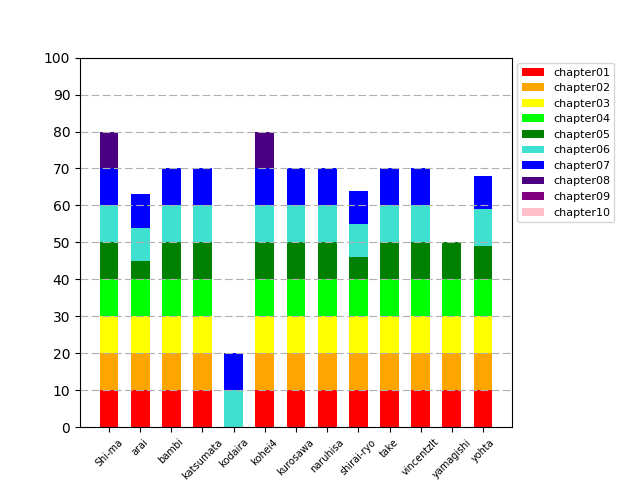 100
90
80
70
60
50
40
30
20
10
0
Shi-ma
arai
bambi
katsumata
kodaira
kohei4
kurosawa
naruhisa
shirai-ryo
take
vincentzlt
yamagishi
yohta
chapter01
chapter02
chapter03
chapter04
chapter05
chapter06
chapter07
chapter08
chapter09
chapter10